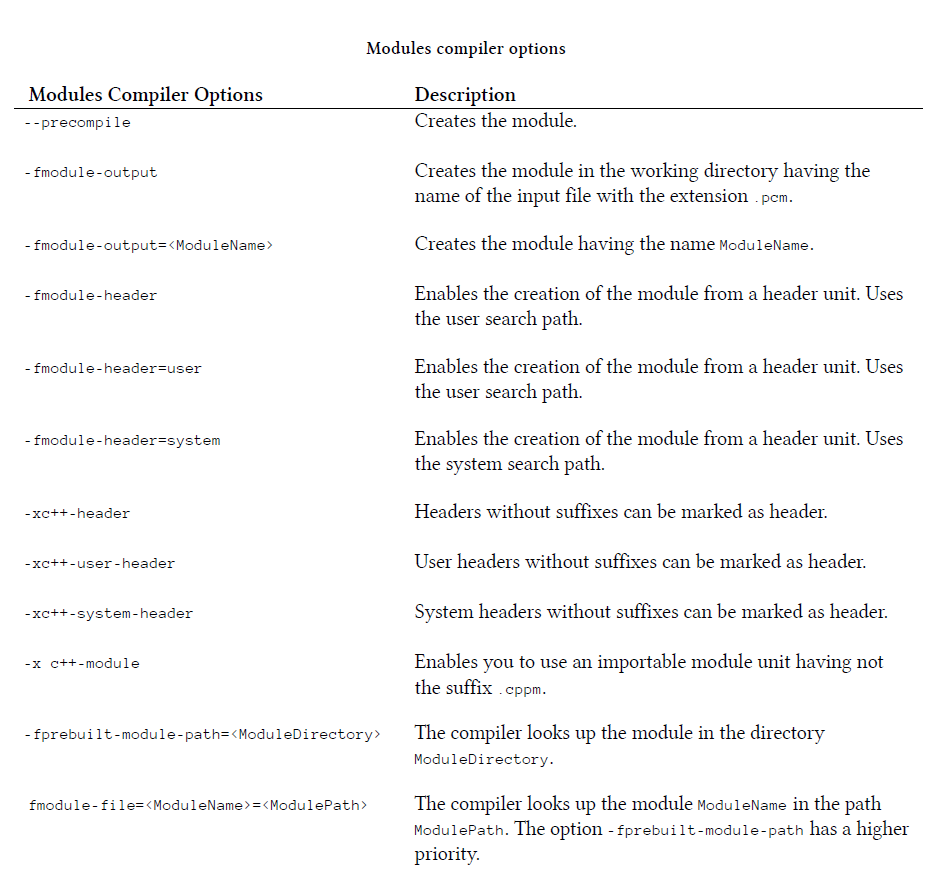 Modules compiler options
Modules Compiler Options Description
--precompile Creates the module.
-fmodule-output Creates the module in the working directory having the
name of the input file with the extension .pcm.
-fmodule-output=<ModuleName> Creates the module having the name ModuleName.
-fmodule-header Enables the creation of the module from a header unit. Uses
the user search path.
-fmodule-header=user Enables the creation of the module from a header unit. Uses
the user search path.
-fmodule-header=system Enables the creation of the module from a header unit. Uses
the system search path.
-xc++-header Headers without suffixes can be marked as header.
-xc++-user-header User headers without suffixes can be marked as header.
-xc++-system-header System headers without suffixes can be marked as header.
-x c++-module Enables you to use an importable module unit having not
the suffix .cppm.
-fprebuilt-module-path=<ModuleDirectory> The compiler looks up the module in the directory
ModuleDirectory.
fmodule-file=<ModuleName>=<ModulePath> The compiler looks up the module ModuleName in the path
ModulePath. The option -fprebuilt-module-path has a higher
priority.